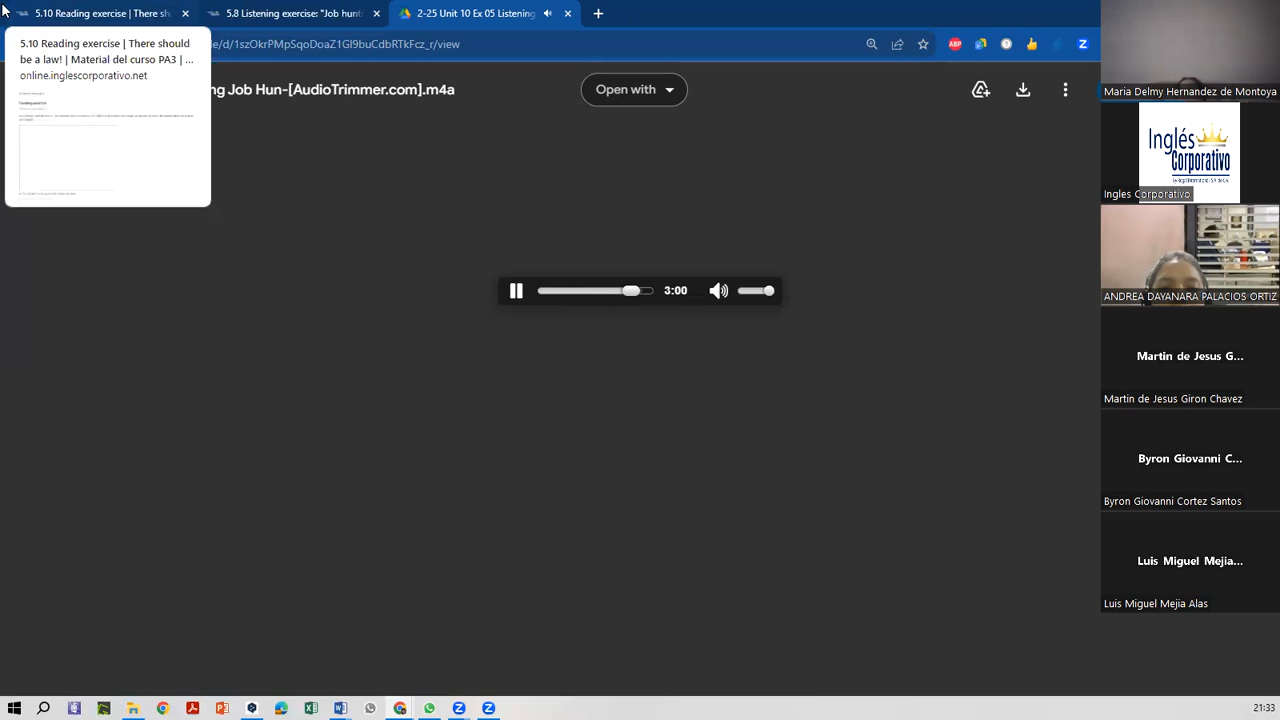 5.10 Reading exercise | There sh
5.8 Listening exercise: "Job hunt
2-25 Unit 10 Ex 05 Listening
5.10 Reading exercise | There should
be a law! | Material del curso PA3 | ...
online.inglescorporativo.net
le/d/1szOkrPMpSqoDoaZ1Gl9buCdbRTkFcz_r/view
ABP
ng Job Hun-[AudioTrimmer.com].m4a
Open with
3:00
Maria Delmy Hernandez de Montoya
Inglés
Corporativo
Ingles Corporativo
ANDREA DAYANARA PALACIOS ORTIZ
Martin de Jesus G...
Martin de Jesus Giron Chavez
Byron Giovanni C...
Byron Giovanni Cortez Santos
Luis Miguel Mejia...
Luis Miguel Mejia Alas
21:33